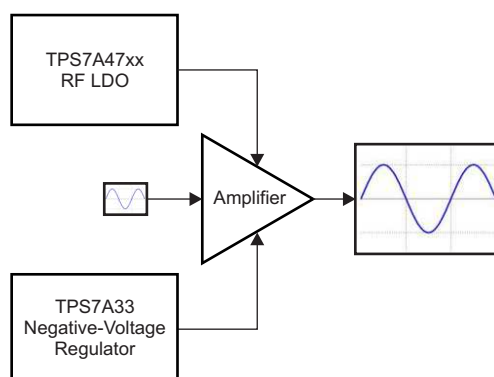 TPS7A47xx
RF LDO
Amplifier
TPS7A33
Negative-Voltage
Regulator